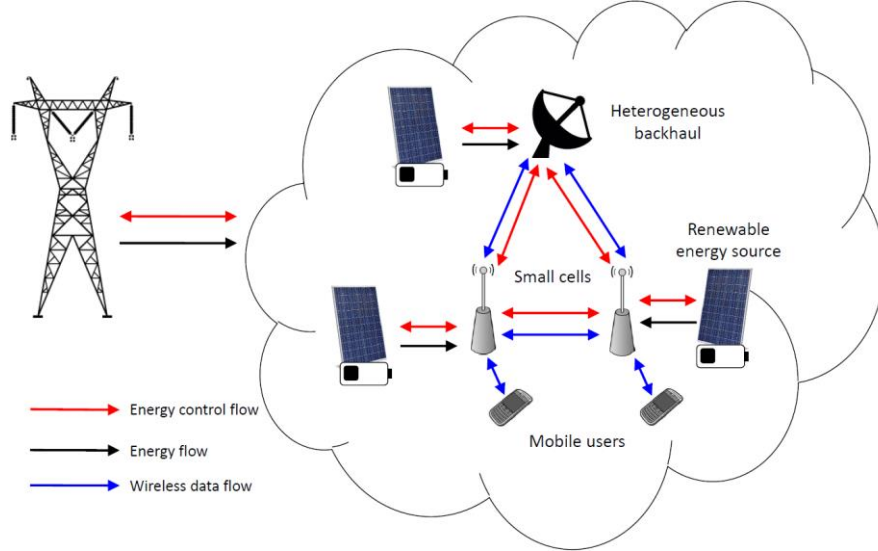 Heterogeneous
backhaul
Renewable
energy source
Small cells
Mobile users
Energy control flow
Energy flow
Wireless data flow